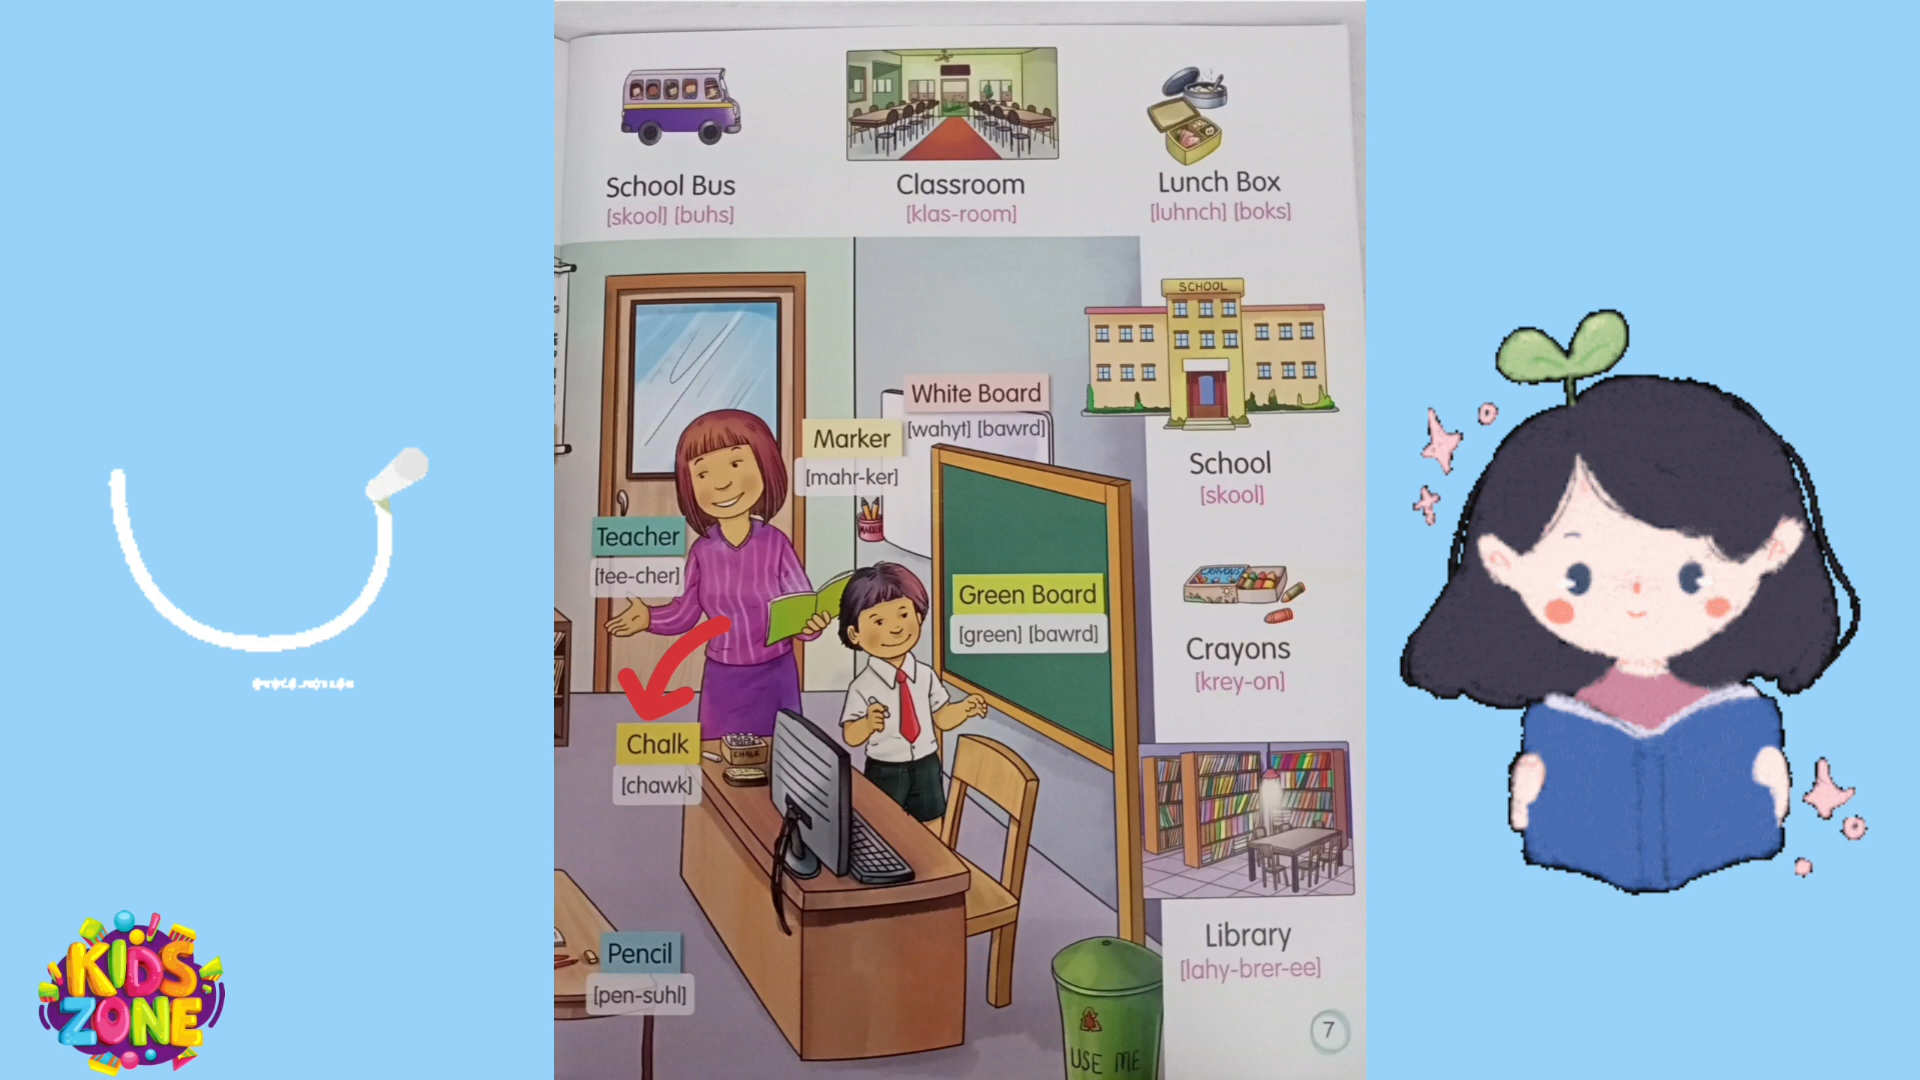 School Bus
[skool] [buhs]
Classroom
[klas-room]
Lunch Box
[luhnch] [boks]
SCHOOL
White Board
[wahyt] [bawrd]
Marker
[mahr-ker]
School
[skool]
Teacher
[tee-cher]
Green Board
[green] [bawrd]
CRAYONS
Crayons
[krey-on]
Chalk
[chawk]
CHALK
Library
[lahy-brer-ee]
Pencil
[pen-suhl]
USE ME
7
KIDS
ZONE